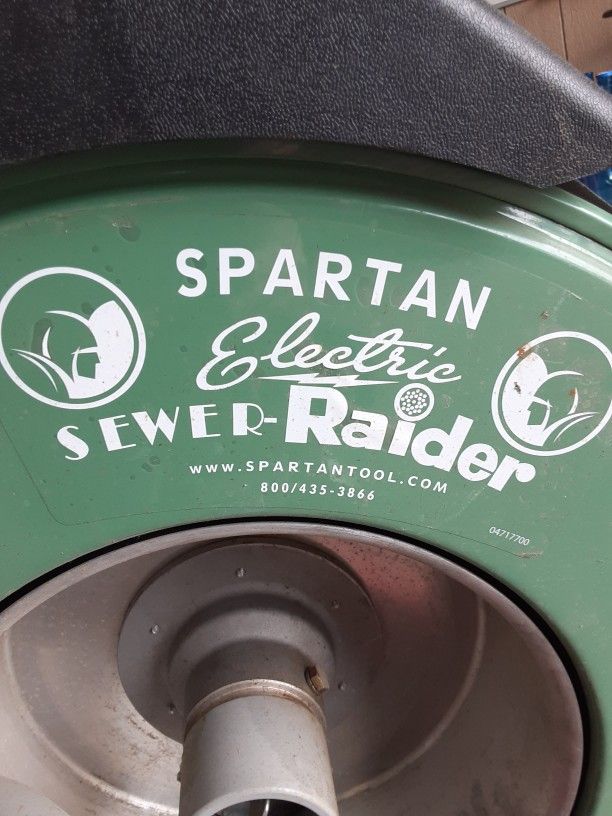 SPARTAN
Electric
SEWER-Raider
WWW.SPARTANTOOL.COM
800/435-3866
04717700